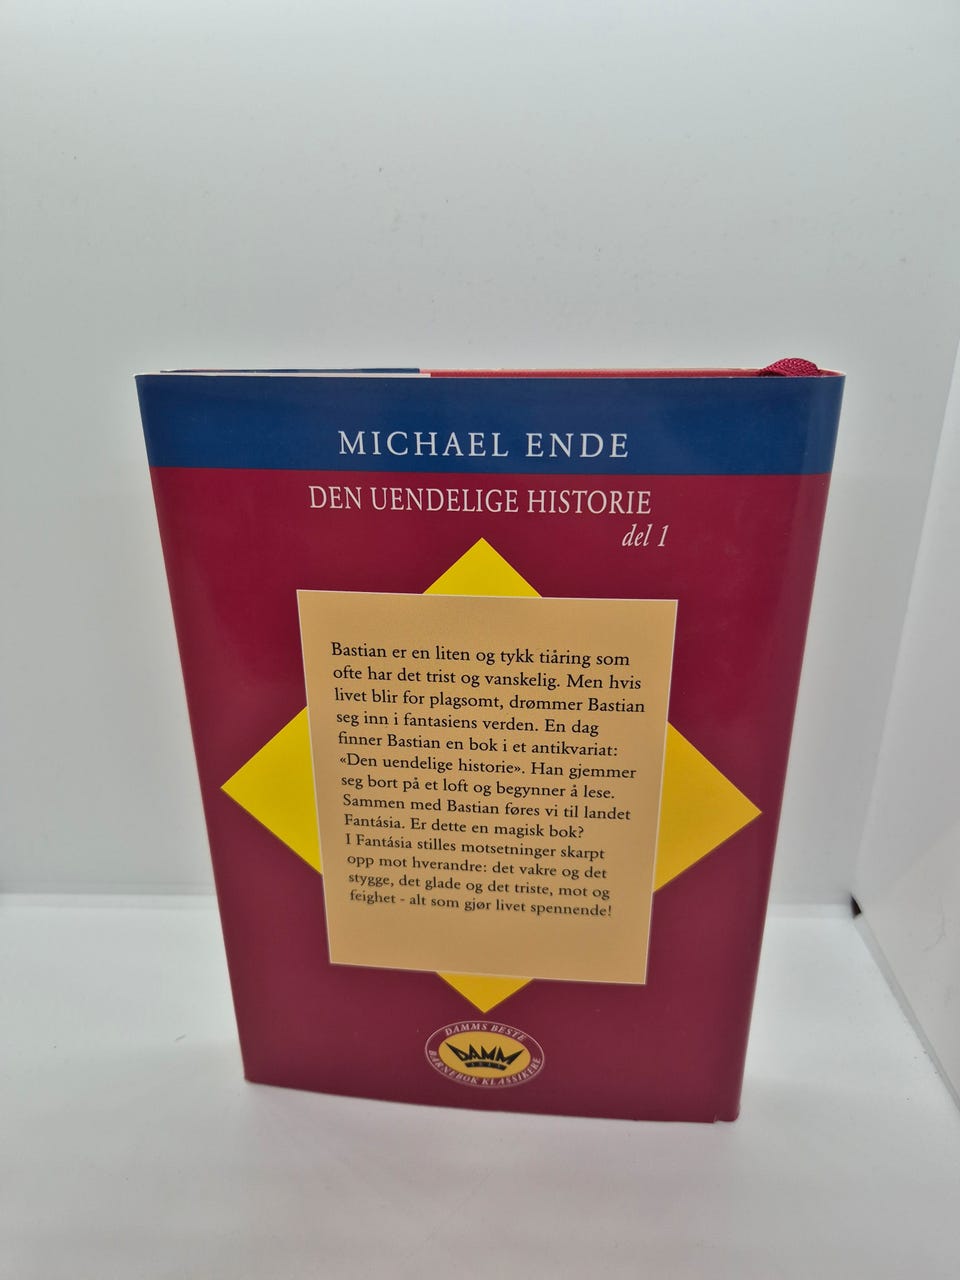 MICHAEL ENDE
DEN UENDELIGE HISTORIE
del 1
Bastian er en liten og tykk tiåring som
ofte har det trist og vanskelig. Men hvis
livet blir for plagsomt, drømmer Bastian
seg inn i fantasiens verden. En dag
finner Bastian en bok i et antikvariat:
«Den uendelige historie». Han gjemmer
seg bort på et loft og begynner å lese.
Sammen med Bastian føres vi til landet
Fantásia. Er dette en magisk bok?
I Fantásia stilles motsetninger skarpt
opp mot hverandre: det vakre og det
stygge, det glade og det triste, mot og
feighet - alt som gjør livet spennende!
DAMMS BESTE
DAMM
BARNEBOK KLASSIKERE